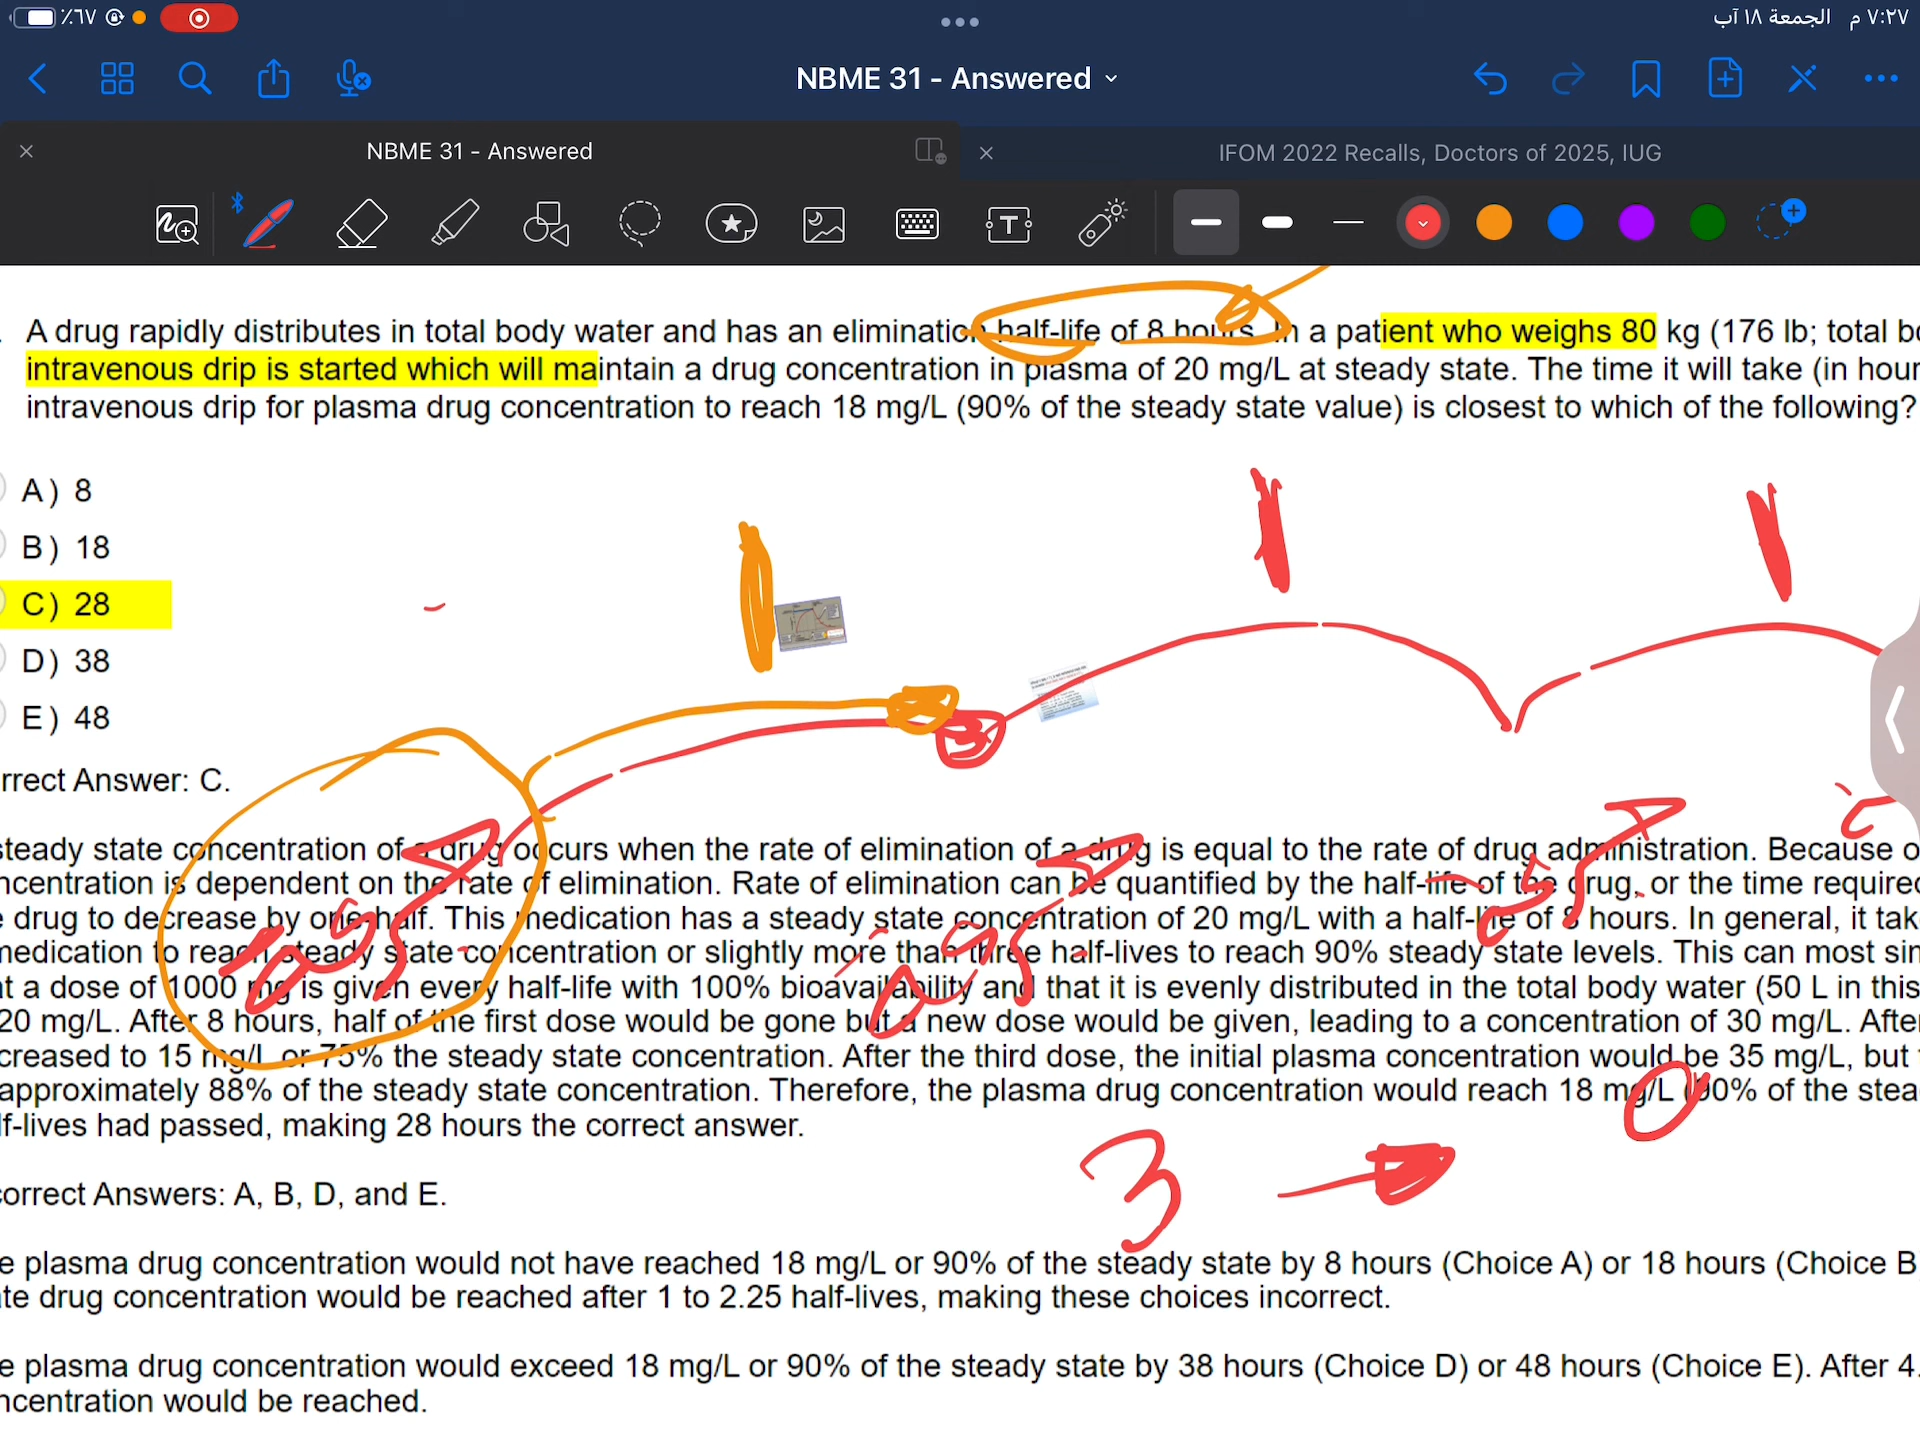 ٪٦٧
٧:٢٧ م الجمعة ١٨ آب
NBME 31 - Answered
NBME 31 - Answered
IFOM 2022 Recalls, Doctors of 2025, IUG
T
A drug rapidly distributes in total body water and has an elimination half-life of 8 hours. In a patient who weighs 80 kg (176 lb; total bo
intravenous drip is started which will maintain a drug concentration in plasma of 20 mg/L at steady state. The time it will take (in hour
intravenous drip for plasma drug concentration to reach 18 mg/L (90% of the steady state value) is closest to which of the following?
A) 8
B) 18
C) 28
D) 38
E) 48
rrect Answer: C.
steady state concentration of a drug occurs when the rate of elimination of a drug is equal to the rate of drug administration. Because o
ncentration is dependent on the rate of elimination. Rate of elimination can be quantified by the half-life of the drug, or the time required
e drug to decrease by one-half. This medication has a steady state concentration of 20 mg/L with a half-life of 8 hours. In general, it tak
medication to reach steady state concentration or slightly more than three half-lives to reach 90% steady state levels. This can most sim
at a dose of 1000 mg is given every half-life with 100% bioavailability and that it is evenly distributed in the total body water (50 L in this
20 mg/L. After 8 hours, half of the first dose would be gone but a new dose would be given, leading to a concentration of 30 mg/L. After
creased to 15 mg/L or 75% the steady state concentration. After the third dose, the initial plasma concentration would be 35 mg/L, but
approximately 88% of the steady state concentration. Therefore, the plasma drug concentration would reach 18 mg/L (90% of the stea
lf-lives had passed, making 28 hours the correct answer.
3
correct Answers: A, B, D, and E.
e plasma drug concentration would not have reached 18 mg/L or 90% of the steady state by 8 hours (Choice A) or 18 hours (Choice B
ate drug concentration would be reached after 1 to 2.25 half-lives, making these choices incorrect.
e plasma drug concentration would exceed 18 mg/L or 90% of the steady state by 38 hours (Choice D) or 48 hours (Choice E). After 4.
ncentration would be reached.